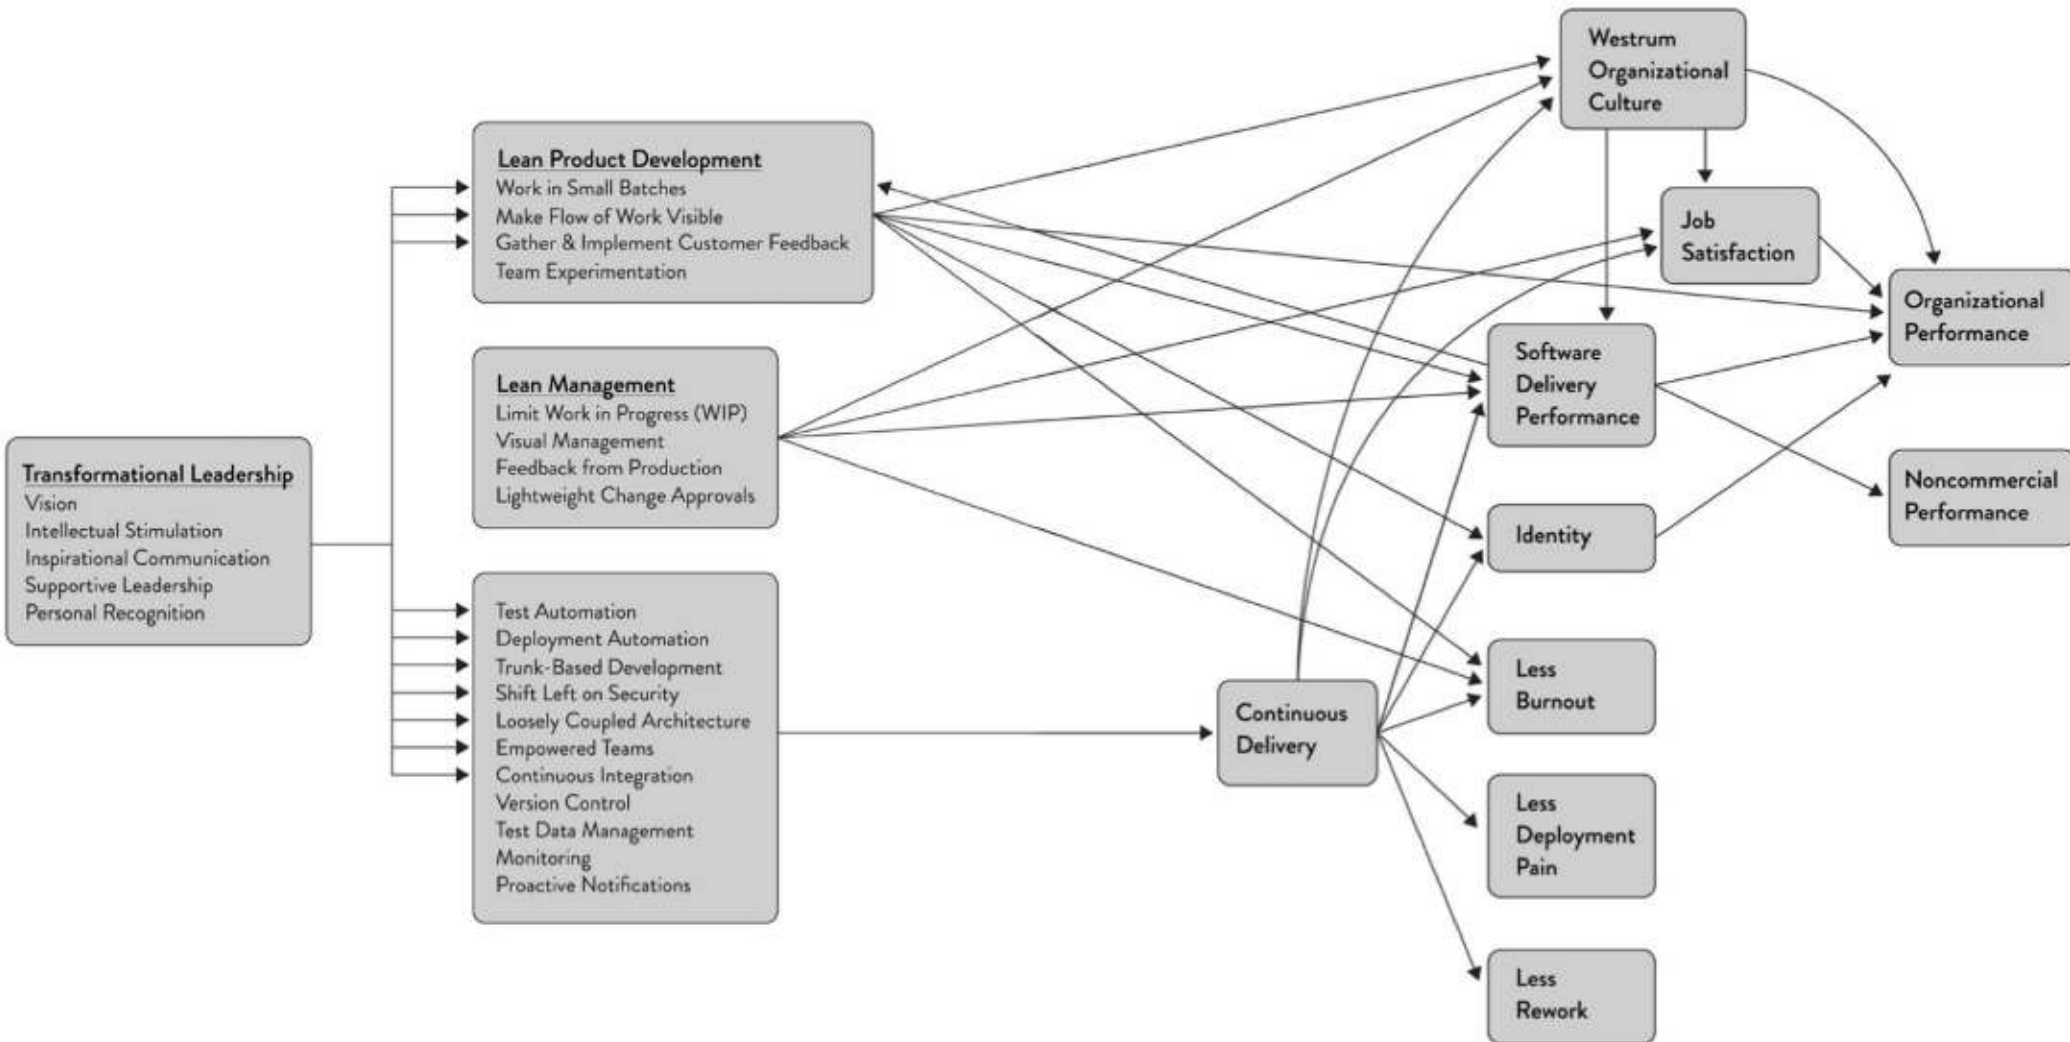 Transformational Leadership
Vision
Intellectual Stimulation
Inspirational Communication
Supportive Leadership
Personal Recognition
Lean Product Development
Work in Small Batches
Make Flow of Work Visible
Gather & Implement Customer Feedback
Team Experimentation
Lean Management
Limit Work in Progress (WIP)
Visual Management
Feedback from Production
Lightweight Change Approvals
Test Automation
Deployment Automation
Trunk-Based Development
Shift Left on Security
Loosely Coupled Architecture
Empowered Teams
Continuous Integration
Version Control
Test Data Management
Monitoring
Proactive Notifications
Continuous
Delivery
Westrum
Organizational
Culture
Job
Satisfaction
Software
Delivery
Performance
Identity
Less
Burnout
Less
Deployment
Pain
Less
Rework
Organizational
Performance
Noncommercial
Performance